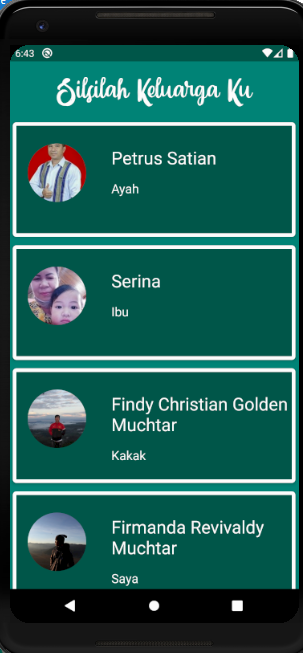 6:43
Silsilah Keluarga Ku
Petrus Satian
Ayah
Serina
Ibu
Findy Christian Golden
Muchtar
Kakak
Firmanda Revivaldy
Muchtar
Saya